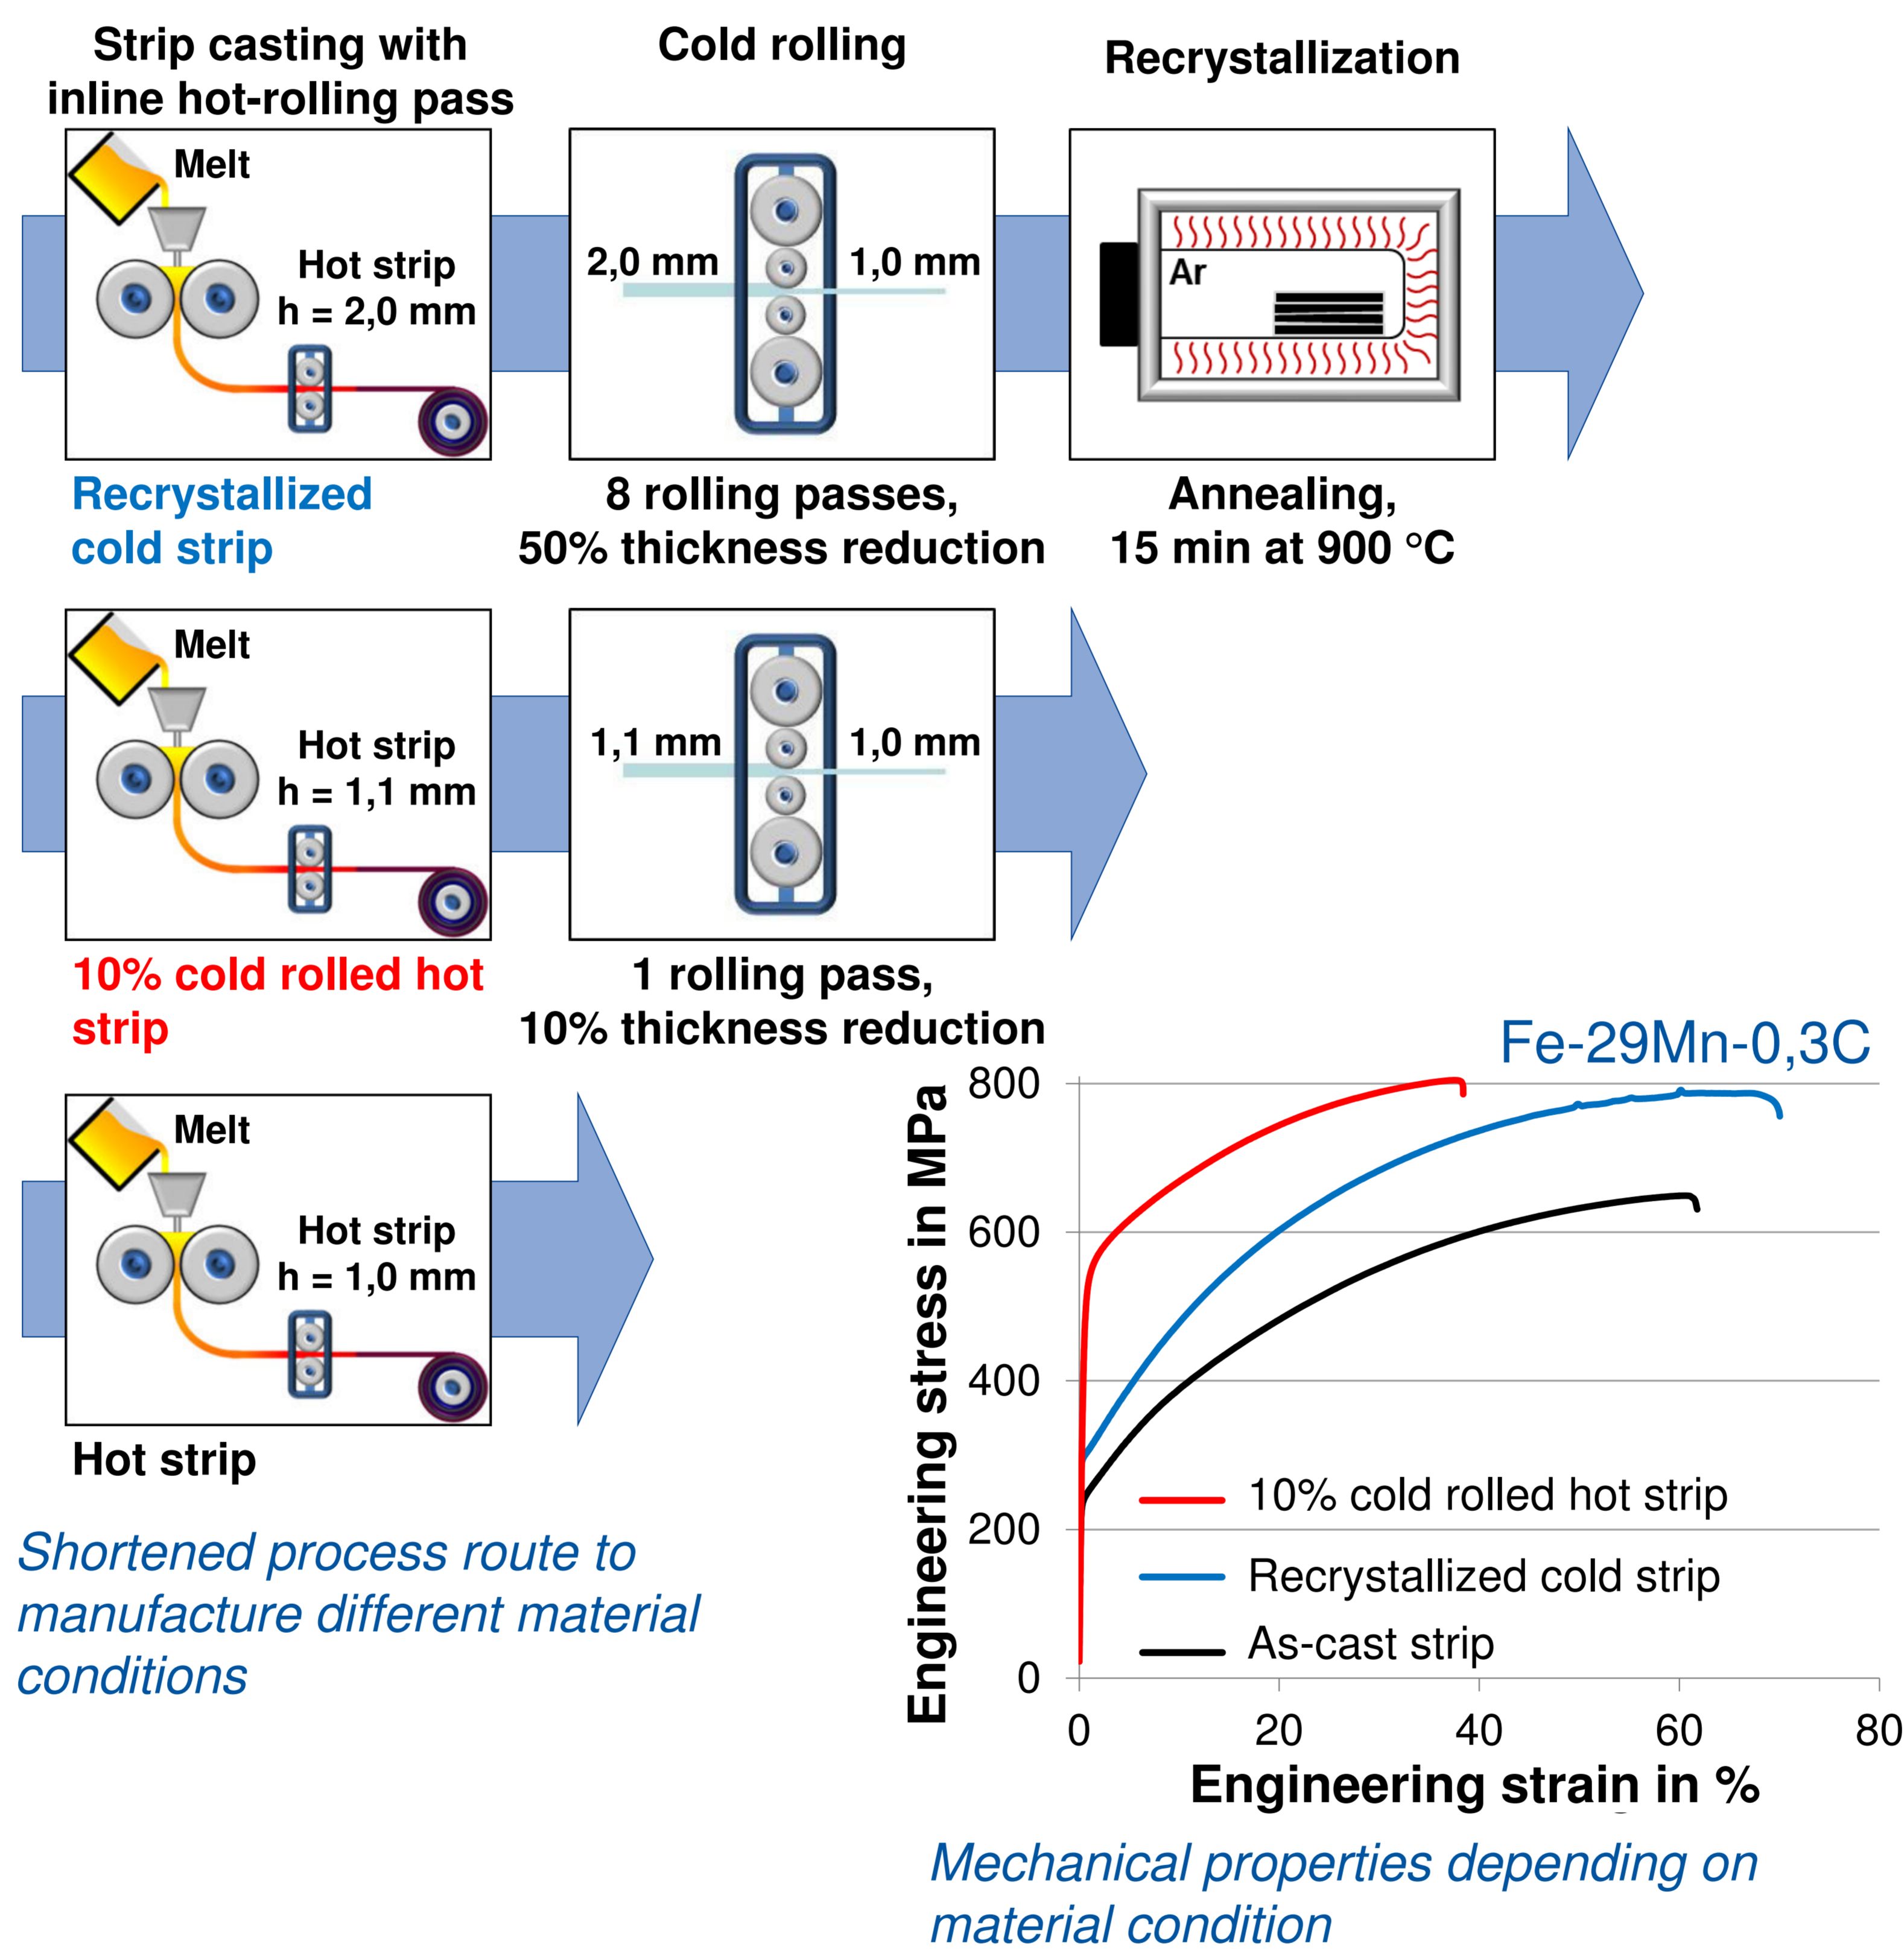 Strip casting with
inline hot-rolling pass
Cold rolling
Recrystallization
Melt
Hot strip
h = 2,0 mm
2,0 mm
1,0 mm
Ar
Recrystallized
cold strip
8 rolling passes,
50% thickness reduction
Annealing,
15 min at 900 °C
Melt
Hot strip
h = 1,1 mm
1,1 mm
1,0 mm
10% cold rolled hot
strip
1 rolling pass,
10% thickness reduction
Melt
Hot strip
h = 1,0 mm
Hot strip
Shortened process route to
manufacture different material
conditions
Fe-29Mn-0,3C
Engineering stress in MPa
800
600
400
200
0
10% cold rolled hot strip
Recrystallized cold strip
As-cast strip
0
20
40
60
80
Engineering strain in %
Mechanical properties depending on
material condition